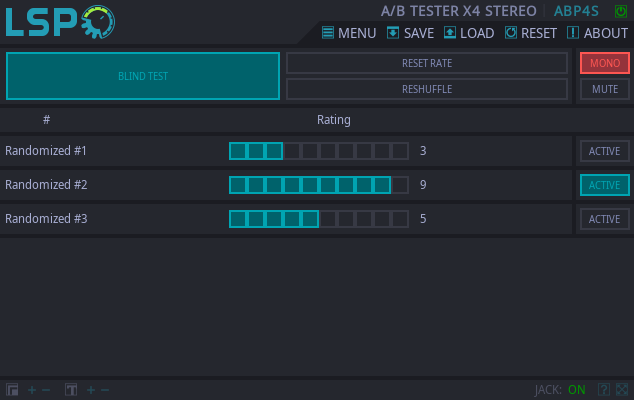 LSP A/B TESTER X4 STEREO ABP4S
MENU SAVE LOAD RESET ABOUT
BLIND TEST RESET RATE MONO
RESHUFFLE MUTE
# Rating
Randomized #1 3 ACTIVE
Randomized #2 9 ACTIVE
Randomized #3 5 ACTIVE
JACK: ON ?